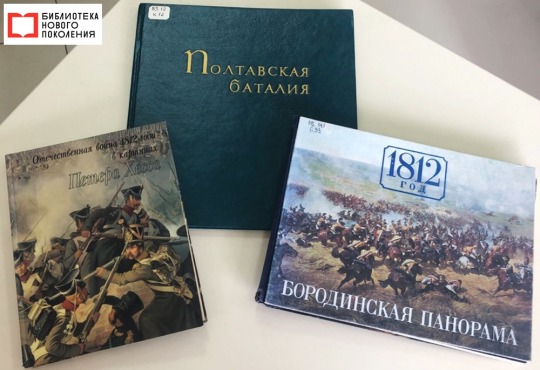 БИБЛИОТЕКА
НОВОГО
ПОКОЛЕНИЯ
ПОЛТАВСКАЯ
БАТАЛИЯ
Отечественная война 1812 года
в картинах
Петера Хесса
1812
ГОД
БОРОДИНСКАЯ ПАНОРАМА